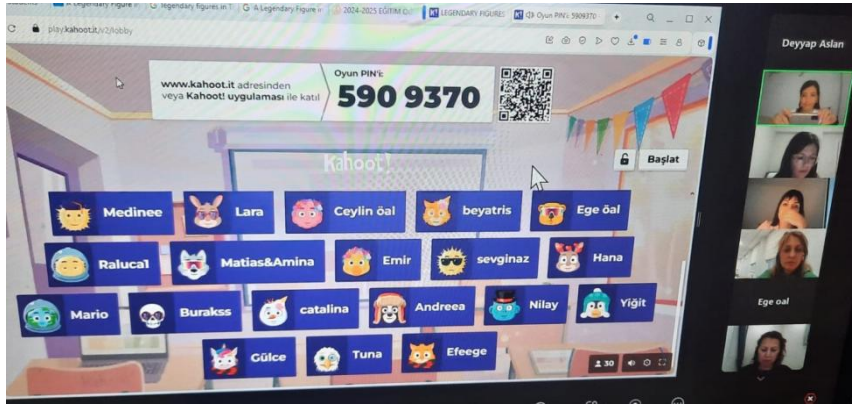 A Legendary Figure
legendary figures in
A Legendary Figure
2024-2025 EĞİTİM
LEGENDARY FIGURES
Oyun PIN'i: 5909370
play.kahoot.it/v2/lobby
www.kahoot.it adresinden
veya Kahoot! uygulaması ile katıl
Oyun PIN'i:
590 9370
Kahoot!
Başlat
Medinee
Lara
Ceylin öal
beyatris
Ege öal
Raluca1
Matias&Amina
Emir
sevginaz
Hana
Mario
Burakss
catalina
Andreea
Nilay
Yiğit
Gülce
Tuna
Efeege
30
Deyyap Aslan
Ege oal